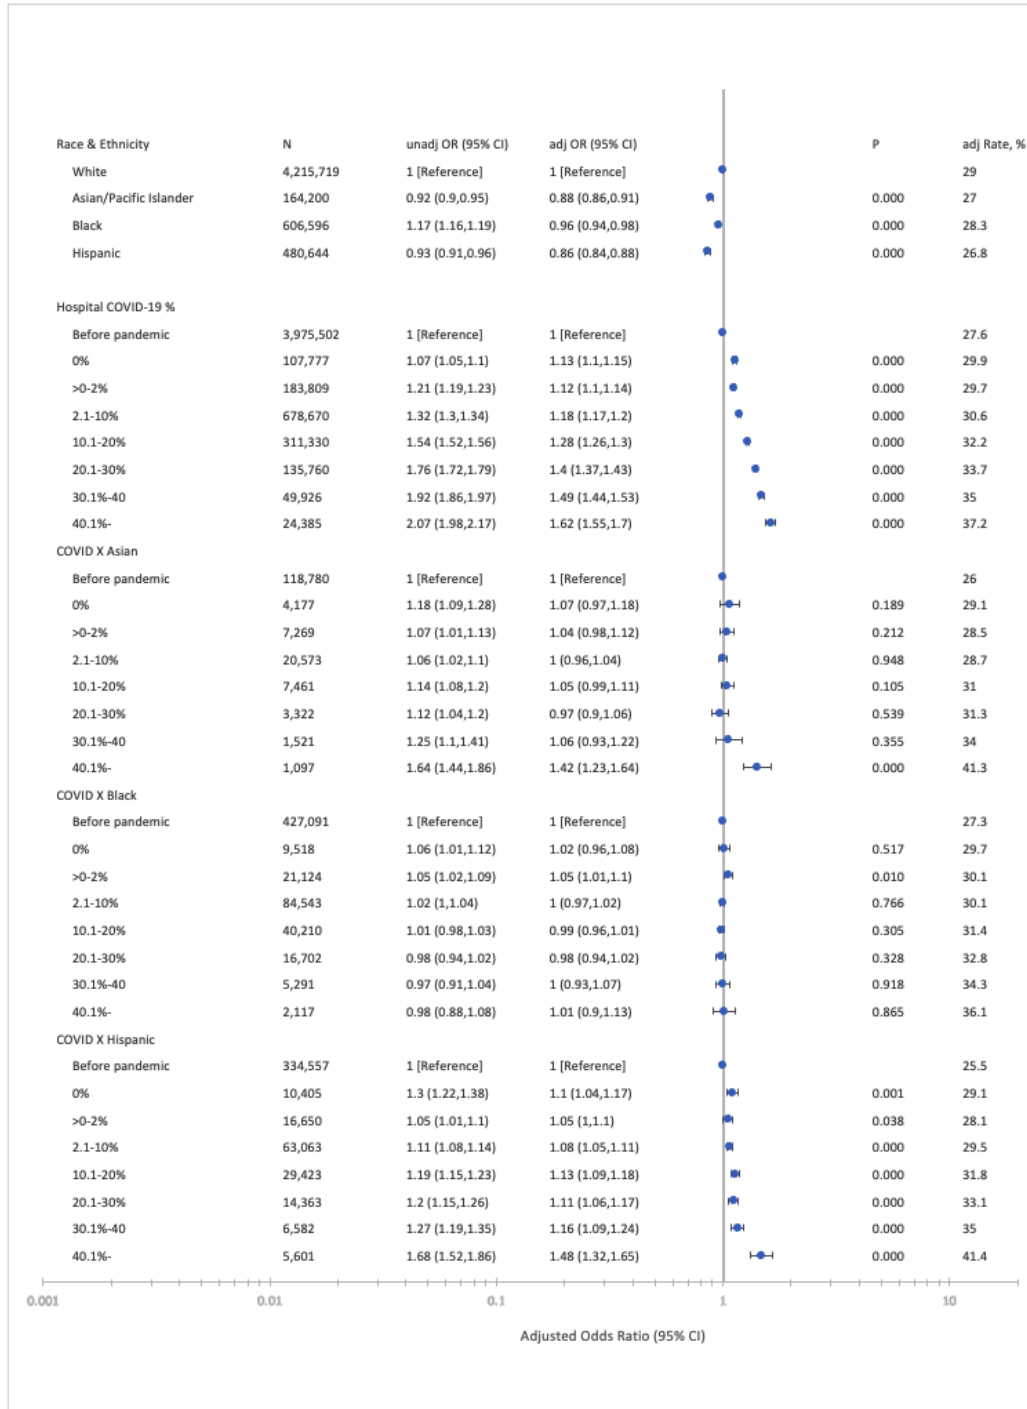 Race & Ethnicity N unadj OR (95% CI) adj OR (95% CI) P adj Rate, %
White 4,215,719 1 [Reference] 1 [Reference] 29
Asian/Pacific Islander 164,200 0.92 (0.9,0.95) 0.88 (0.86,0.91) 0.000 27
Black 606,596 1.17 (1.16,1.19) 0.96 (0.94,0.98) 0.000 28.3
Hispanic 480,644 0.93 (0.91,0.96) 0.86 (0.84,0.88) 0.000 26.8
Hospital COVID-19 %
Before pandemic 3,975,502 1 [Reference] 1 [Reference] 27.6
0% 107,777 1.07 (1.05,1.1) 1.13 (1.1,1.15) 0.000 29.9
>0-2% 183,809 1.21 (1.19,1.23) 1.12 (1.1,1.14) 0.000 29.7
2.1-10% 678,670 1.32 (1.3,1.34) 1.18 (1.17,1.2) 0.000 30.6
10.1-20% 311,330 1.54 (1.52,1.56) 1.28 (1.26,1.3) 0.000 32.2
20.1-30% 135,760 1.76 (1.72,1.79) 1.4 (1.37,1.43) 0.000 33.7
30.1%-40 49,926 1.92 (1.86,1.97) 1.49 (1.44,1.53) 0.000 35
40.1%- 24,385 2.07 (1.98,2.17) 1.62 (1.55,1.7) 0.000 37.2
COVID X Asian
Before pandemic 118,780 1 [Reference] 1 [Reference] 26
0% 4,177 1.18 (1.09,1.28) 1.07 (0.97,1.18) 0.189 29.1
>0-2% 7,269 1.07 (1.01,1.13) 1.04 (0.98,1.12) 0.212 28.5
2.1-10% 20,573 1.06 (1.02,1.1) 1 (0.96,1.04) 0.948 28.7
10.1-20% 7,461 1.14 (1.08,1.2) 1.05 (0.99,1.11) 0.105 31
20.1-30% 3,322 1.12 (1.04,1.2) 0.97 (0.9,1.06) 0.539 31.3
30.1%-40 1,521 1.25 (1.1,1.41) 1.06 (0.93,1.22) 0.355 34
40.1%- 1,097 1.64 (1.44,1.86) 1.42 (1.23,1.64) 0.000 41.3
COVID X Black
Before pandemic 427,091 1 [Reference] 1 [Reference] 27.3
0% 9,518 1.06 (1.01,1.12) 1.02 (0.96,1.08) 0.517 29.7
>0-2% 21,124 1.05 (1.02,1.09) 1.05 (1.01,1.1) 0.010 30.1
2.1-10% 84,543 1.02 (1,1.04) 1 (0.97,1.02) 0.766 30.1
10.1-20% 40,210 1.01 (0.98,1.03) 0.99 (0.96,1.01) 0.305 31.4
20.1-30% 16,702 0.98 (0.94,1.02) 0.98 (0.94,1.02) 0.328 32.8
30.1%-40 5,291 0.97 (0.91,1.04) 1 (0.93,1.07) 0.918 34.3
40.1%- 2,117 0.98 (0.88,1.08) 1.01 (0.9,1.13) 0.865 36.1
COVID X Hispanic
Before pandemic 334,557 1 [Reference] 1 [Reference] 25.5
0% 10,405 1.3 (1.22,1.38) 1.1 (1.04,1.17) 0.001 29.1
>0-2% 16,650 1.05 (1.01,1.1) 1.05 (1,1.1) 0.038 28.1
2.1-10% 63,063 1.11 (1.08,1.14) 1.08 (1.05,1.11) 0.000 29.5
10.1-20% 29,423 1.19 (1.15,1.23) 1.13 (1.09,1.18) 0.000 31.8
20.1-30% 14,363 1.2 (1.15,1.26) 1.11 (1.06,1.17) 0.000 33.1
30.1%-40 6,582 1.27 (1.19,1.35) 1.16 (1.09,1.24) 0.000 35
40.1%- 5,601 1.68 (1.52,1.86) 1.48 (1.32,1.65) 0.000 41.4
0.001 0.01 0.1 1 10
Adjusted Odds Ratio (95% CI)